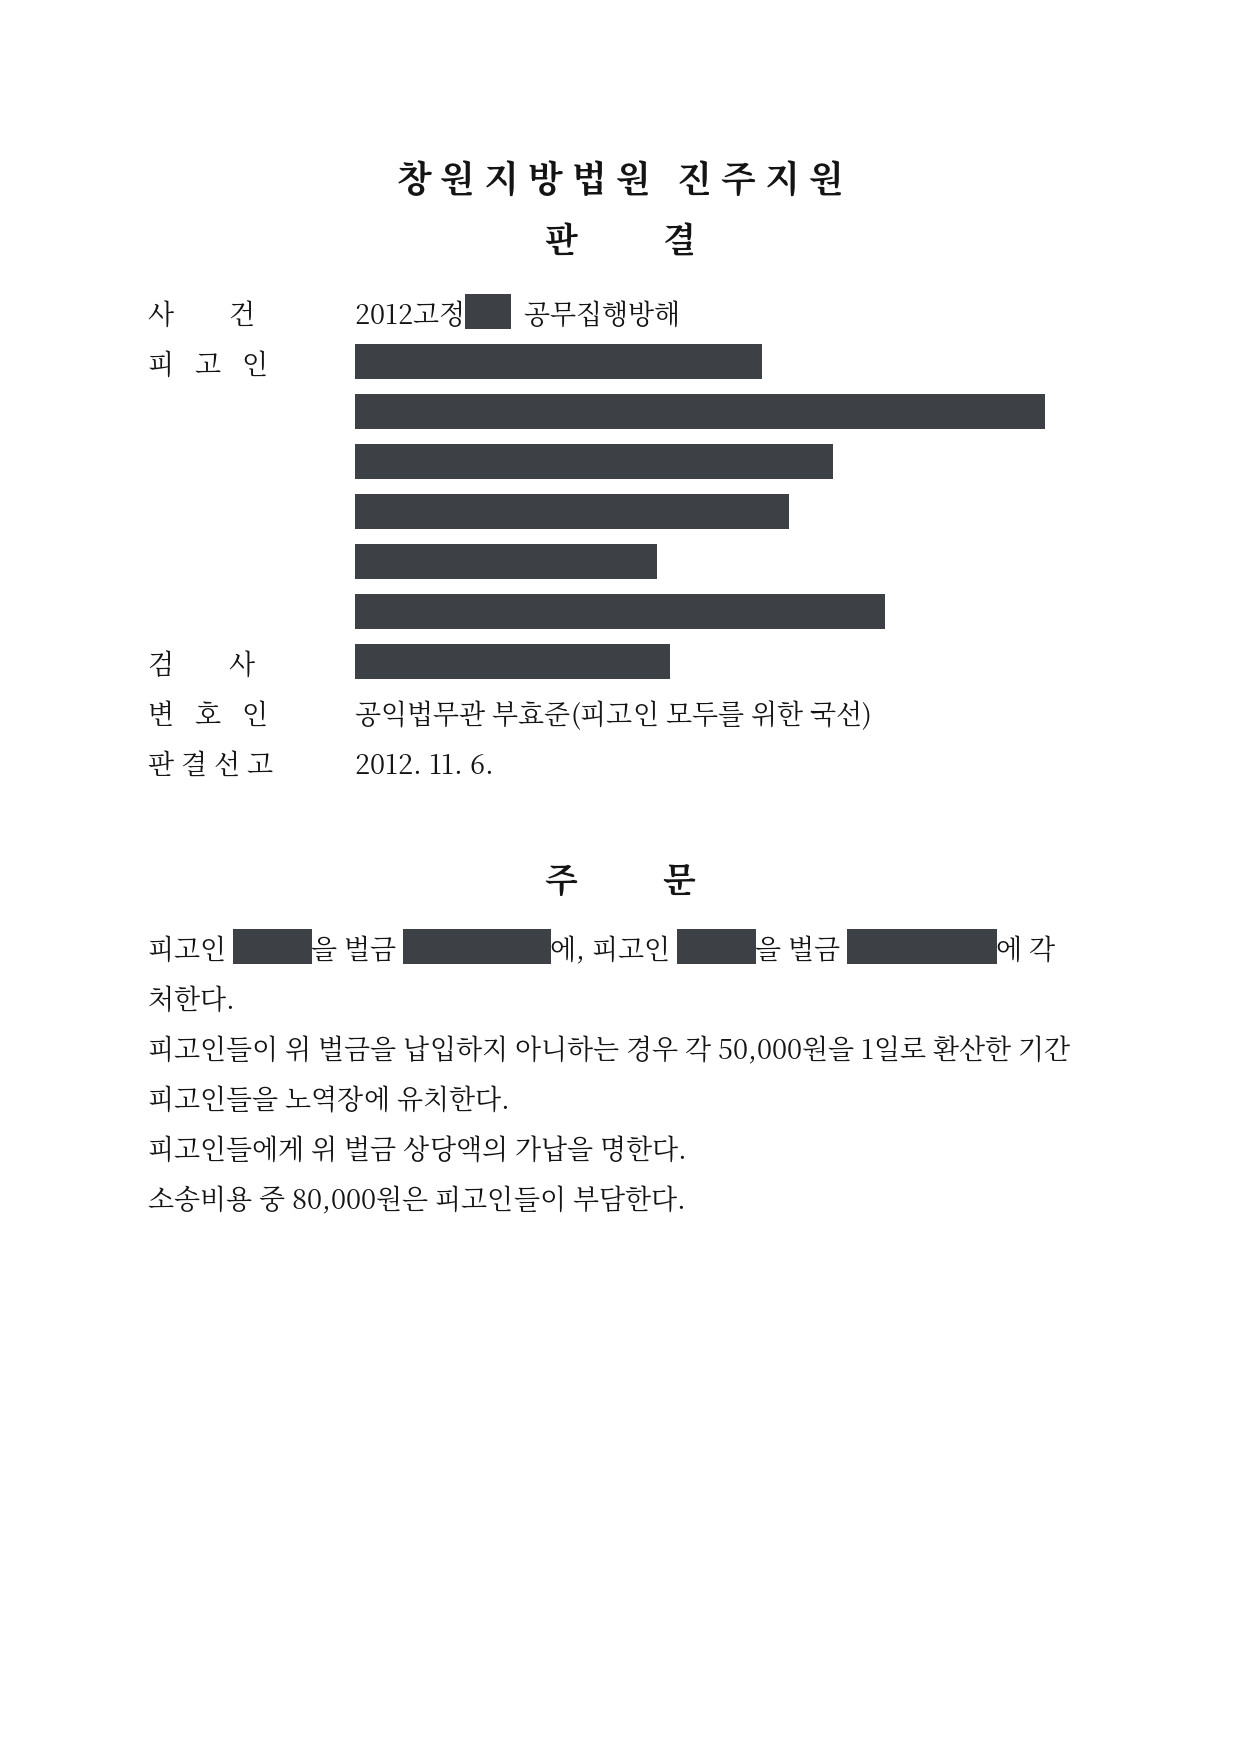 창원지방법원 진주지원
판 결
사 건 2012고정 공무집행방해
피 고 인
검 사
변 호 인 공익법무관 부효준(피고인 모두를 위한 국선)
판결선고 2012. 11. 6.
주 문
피고인 을 벌금 에, 피고인 을 벌금 에 각
처한다.
피고인들이 위 벌금을 납입하지 아니하는 경우 각 50,000원을 1일로 환산한 기간
피고인들을 노역장에 유치한다.
피고인들에게 위 벌금 상당액의 가납을 명한다.
소송비용 중 80,000원은 피고인들이 부담한다.